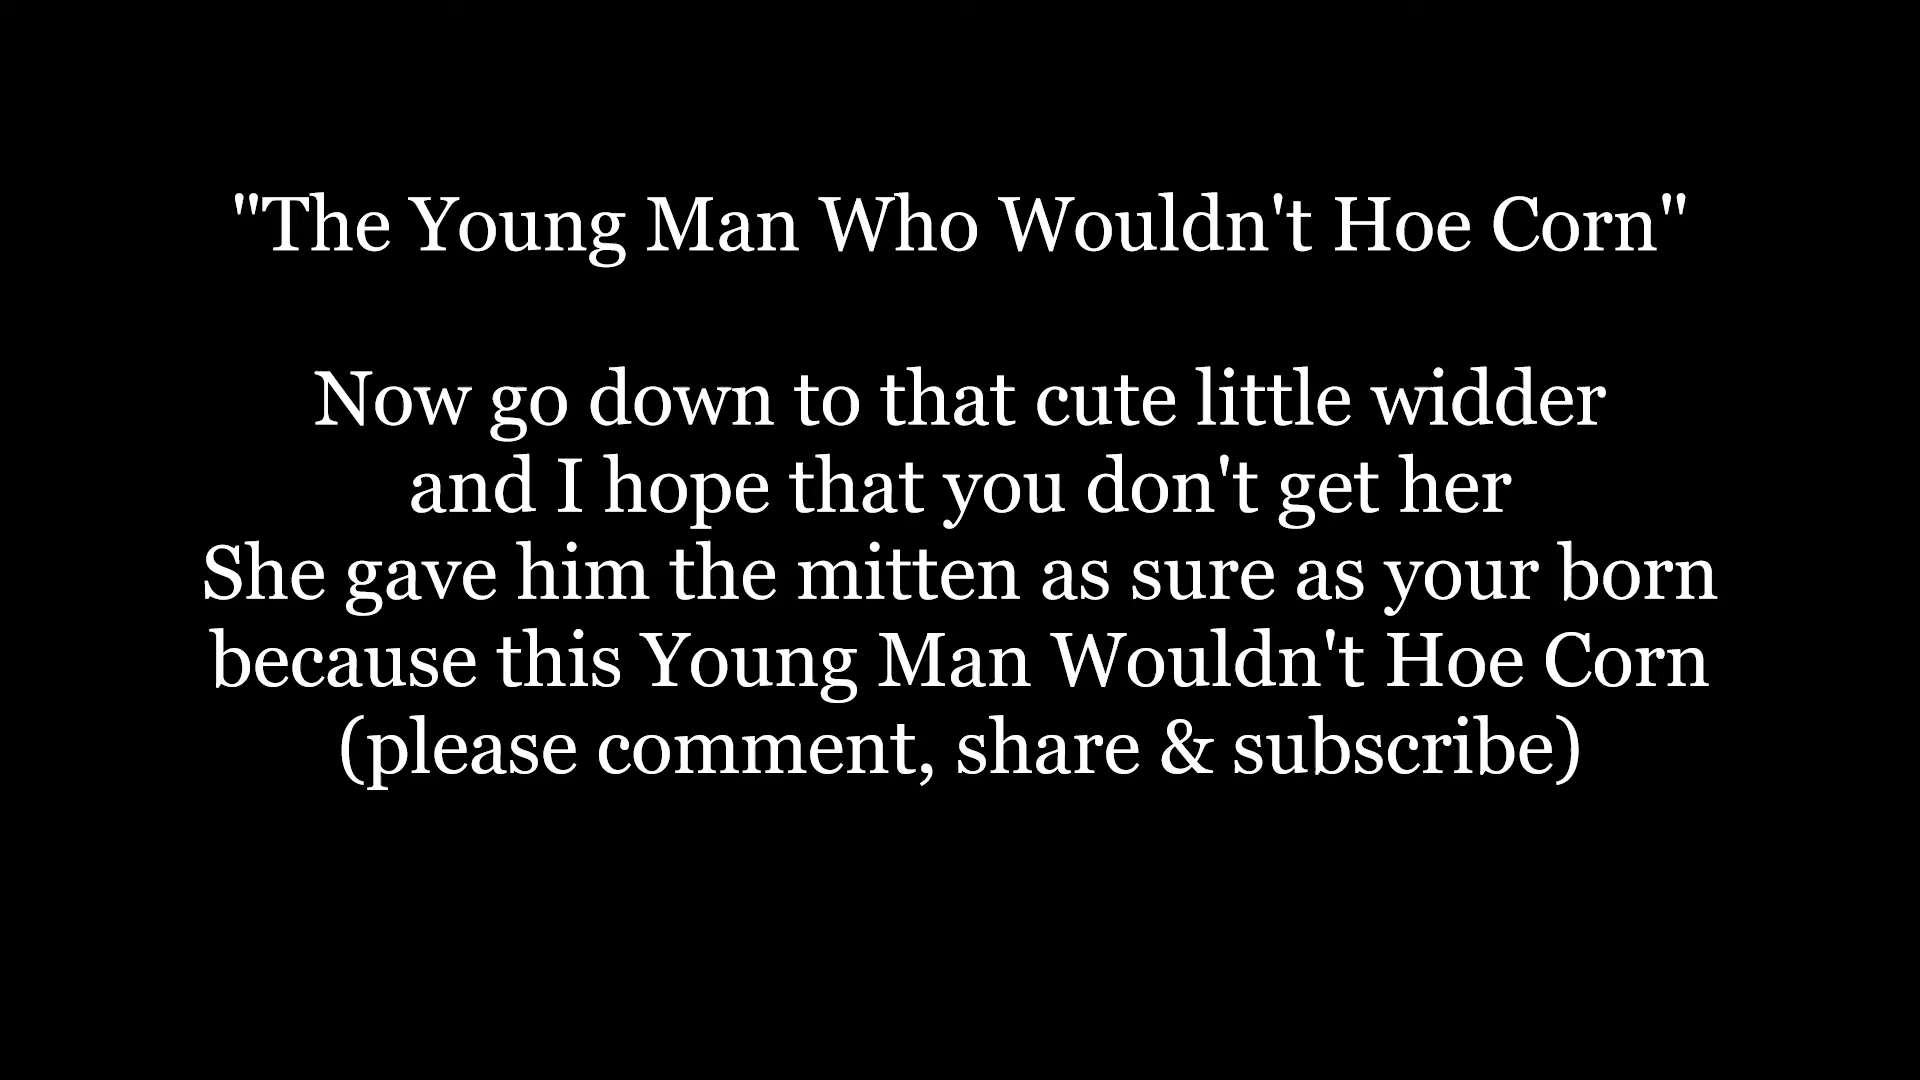 "The Young Man Who Wouldn't Hoe Corn"
Now go down to that cute little widder
and I hope that you don't get her
She gave him the mitten as sure as your born
because this Young Man Wouldn't Hoe Corn
(please comment, share & subscribe)